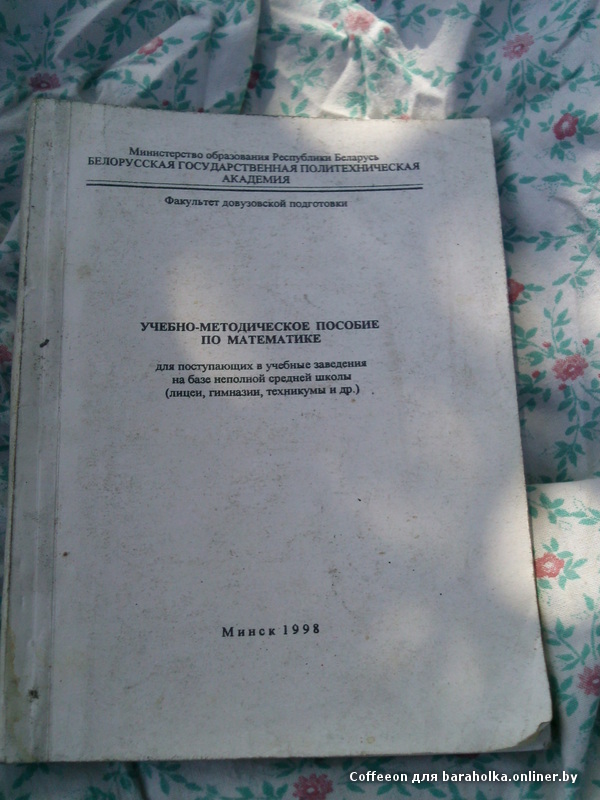 Министерство образования Республики Беларусь
БЕЛОРУССКАЯ ГОСУДАРСТВЕННАЯ ПОЛИТЕХНИЧЕСКАЯ
АКАДЕМИЯ
Факультет довузовской подготовки
УЧЕБНО-МЕТОДИЧЕСКОЕ ПОСОБИЕ
ПО МАТЕМАТИКЕ
для поступающих в учебные заведения
на базе неполной средней школы
(лицеи, гимназии, техникумы и др.)
Минск 1998
Coffeeon для baraholka.onliner.by